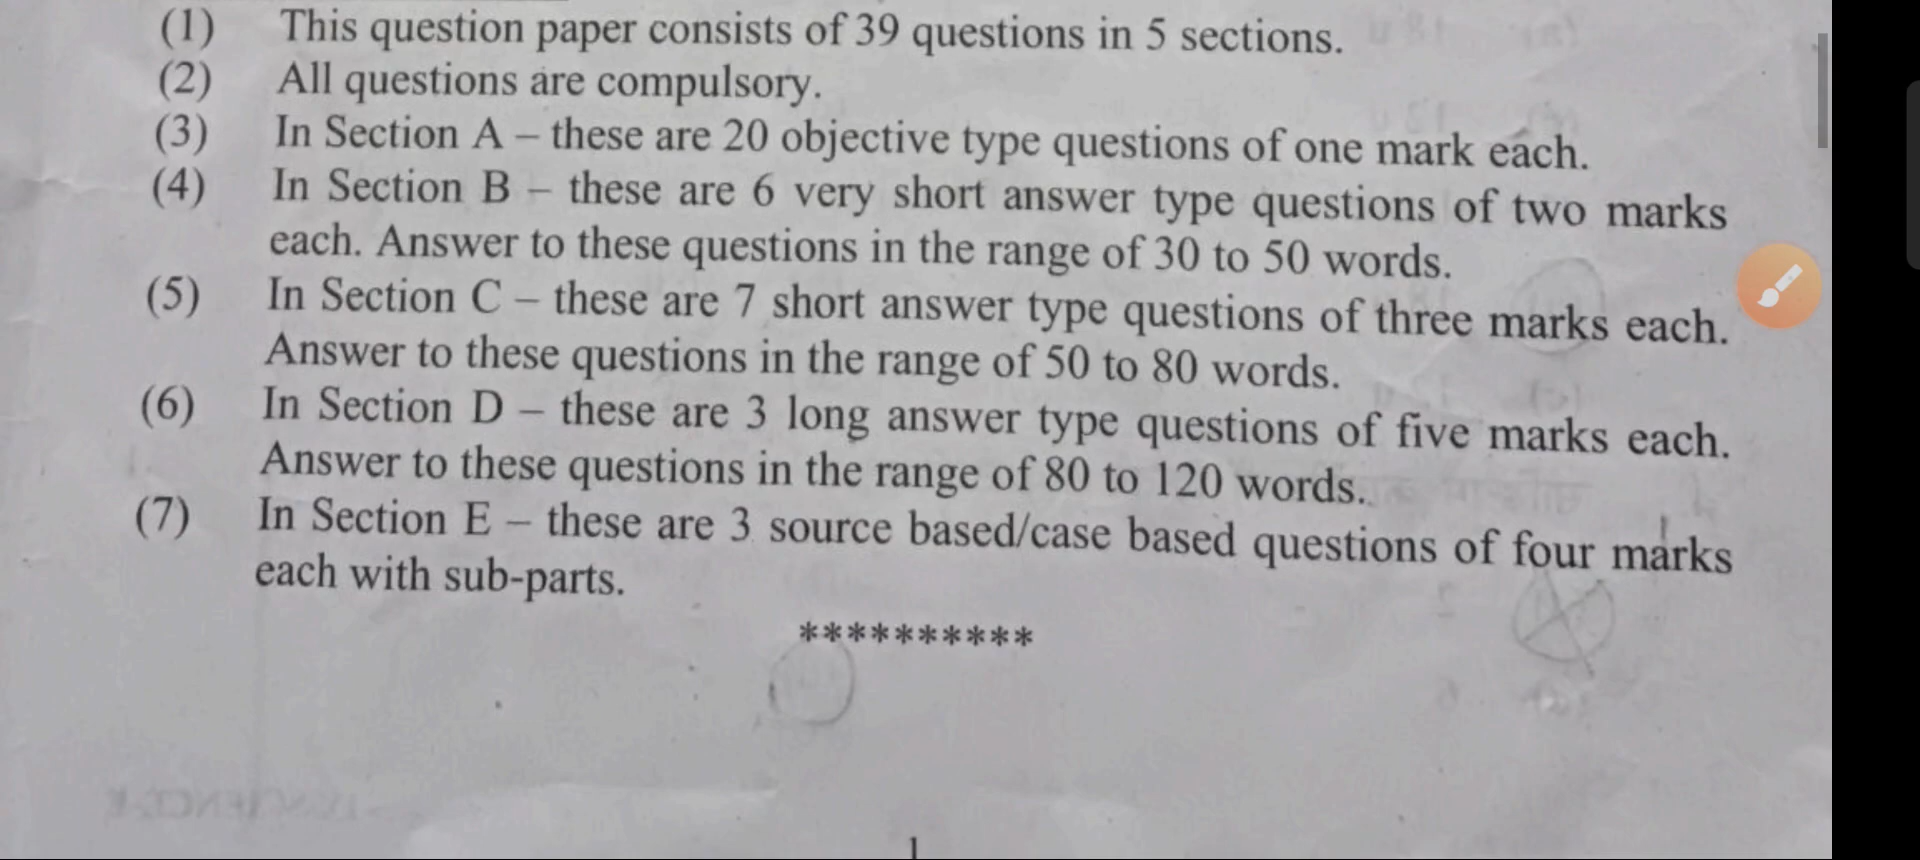 (1) This question paper consists of 39 questions in 5 sections.
(2) All questions are compulsory.
(3) In Section A – these are 20 objective type questions of one mark each.
(4) In Section B – these are 6 very short answer type questions of two marks
each. Answer to these questions in the range of 30 to 50 words.
(5) In Section C – these are 7 short answer type questions of three marks each.
Answer to these questions in the range of 50 to 80 words.
(6) In Section D – these are 3 long answer type questions of five marks each.
Answer to these questions in the range of 80 to 120 words.
(7) In Section E – these are 3 source based/case based questions of four marks
each with sub-parts.
**********
1